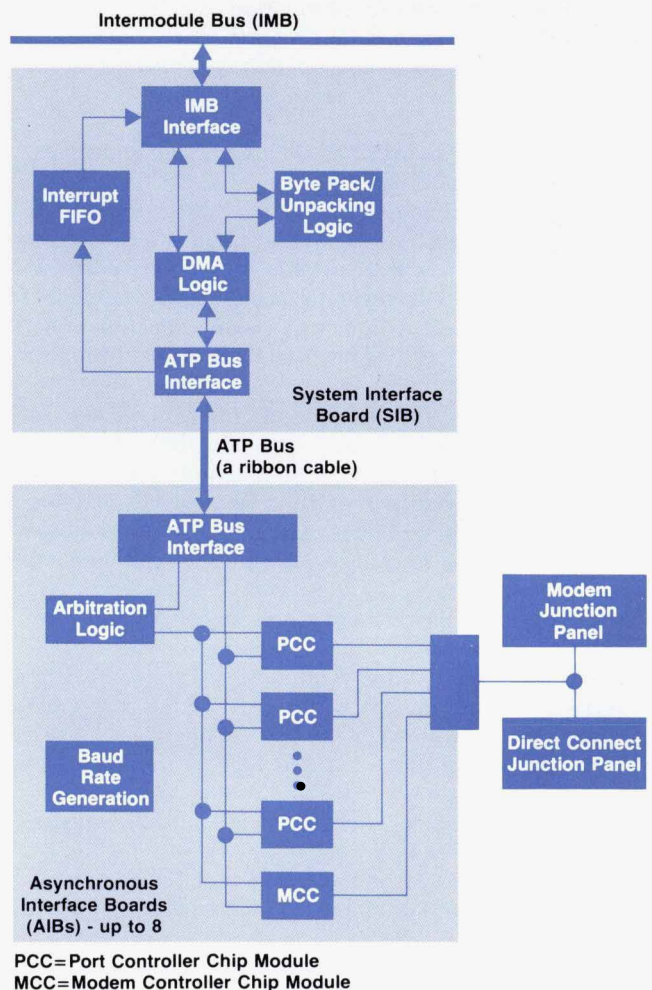 Intermodule Bus (IMB)
IMB
Interface
Interrupt
FIFO
Byte Pack/
Unpacking
Logic
DMA
Logic
ATP Bus
Interface
System Interface
Board (SIB)
ATP Bus
(a ribbon cable)
ATP Bus
Interface
Arbitration
Logic
PCC
Modem
Junction
Panel
PCC
Baud
Rate
Generation
Direct Connect
Junction Panel
PCC
MCC
Asynchronous
Interface Boards
(AIBs) - up to 8
PCC=Port Controller Chip Module
MCC=Modem Controller Chip Module